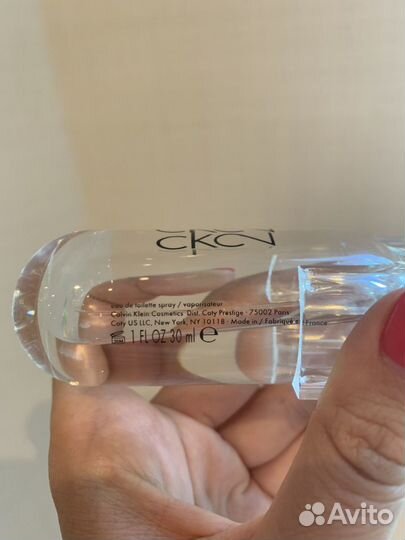 CKIN2U
eau de toilette spray / vaporisateur
Calvin Klein Cosmetics Dist. Coty Prestige · 75002 Paris
Coty US LLC, New York, NY 10118 · Made in / Fabriqué en France
1 FL OZ 30 ml e
Avito